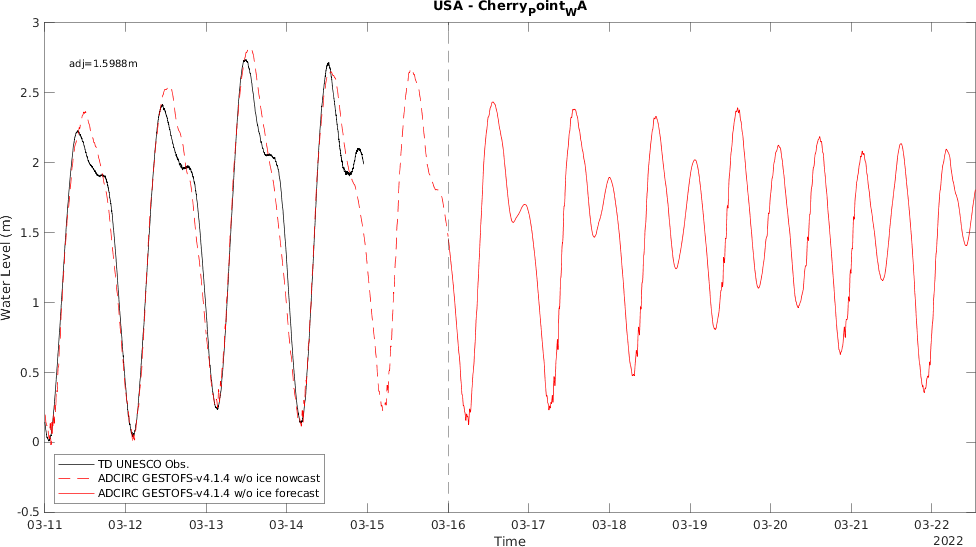 USA - CherryPointWA
adj=1.5988m
Water Level (m)
3
2.5
2
1.5
1
0.5
0
-0.5
TD UNESCO Obs.
ADCIRC GESTOFS-v4.1.4 w/o ice nowcast
ADCIRC GESTOFS-v4.1.4 w/o ice forecast
03-11 03-12 03-13 03-14 03-15 03-16 03-17 03-18 03-19 03-20 03-21 03-22
Time
2022